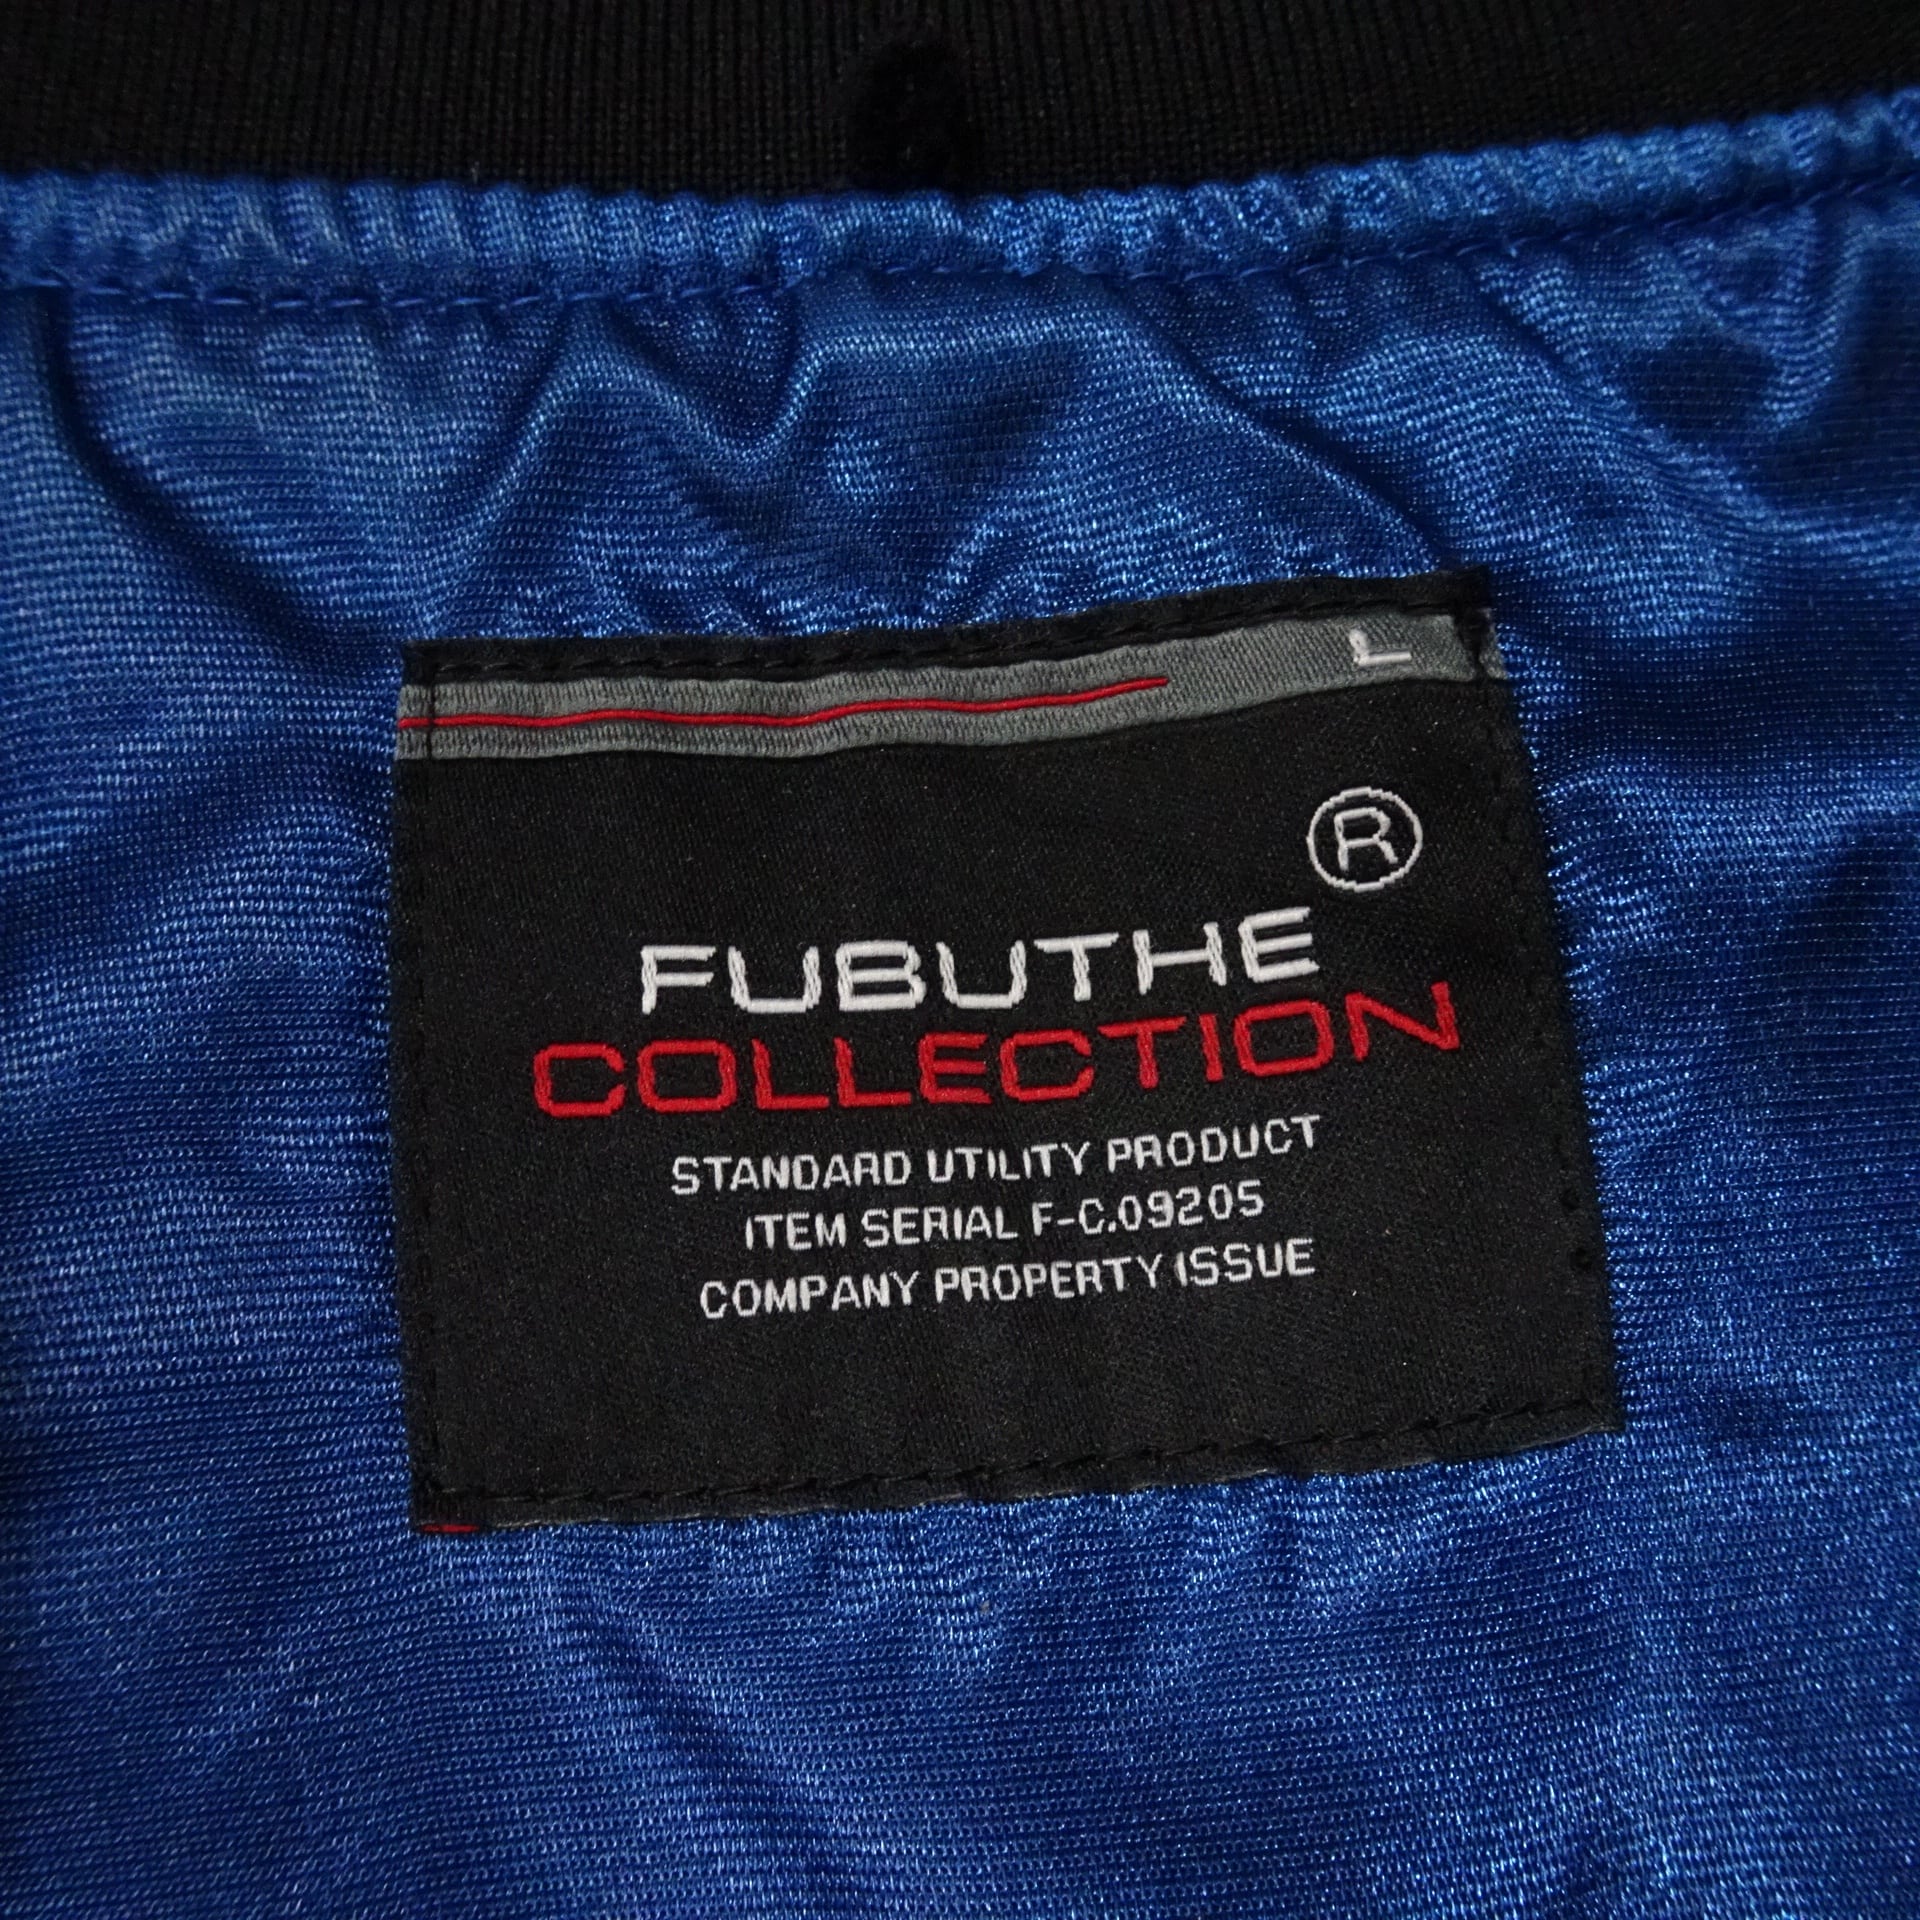 L
®
FUBUTHE
COLLECTION
STANDARD UTILITY PRODUCT
ITEM SERIAL F-C.09205
COMPANY PROPERTY ISSUE